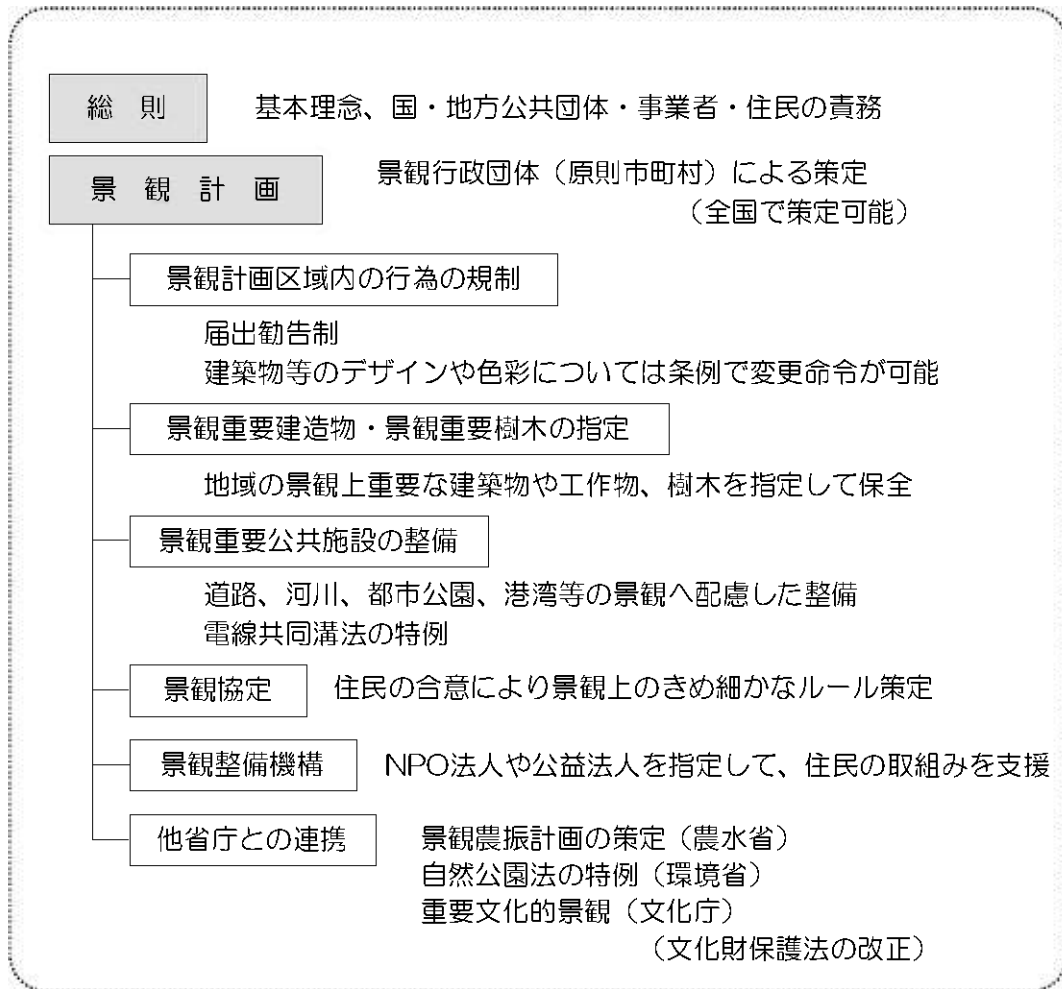 総則
基本理念、国・地方公共団体・事業者・住民の責務
景観計画
景観行政団体（原則市町村）による策定
（全国で策定可能）
景観計画区域内の行為の規制
届出勧告制
建築物等のデザインや色彩については条例で変更命令が可能
景観重要建造物・景観重要樹木の指定
地域の景観上重要な建築物や工作物、樹木を指定して保全
景観重要公共施設の整備
道路、河川、都市公園、港湾等の景観へ配慮した整備
電線共同溝法の特例
景観協定
住民の合意により景観上のきめ細かなルール策定
景観整備機構
NPO法人や公益法人を指定して、住民の取組みを支援
他省庁との連携
景観農振計画の策定（農水省）
自然公園法の特例（環境省）
重要文化的景観（文化庁）
（文化財保護法の改正）